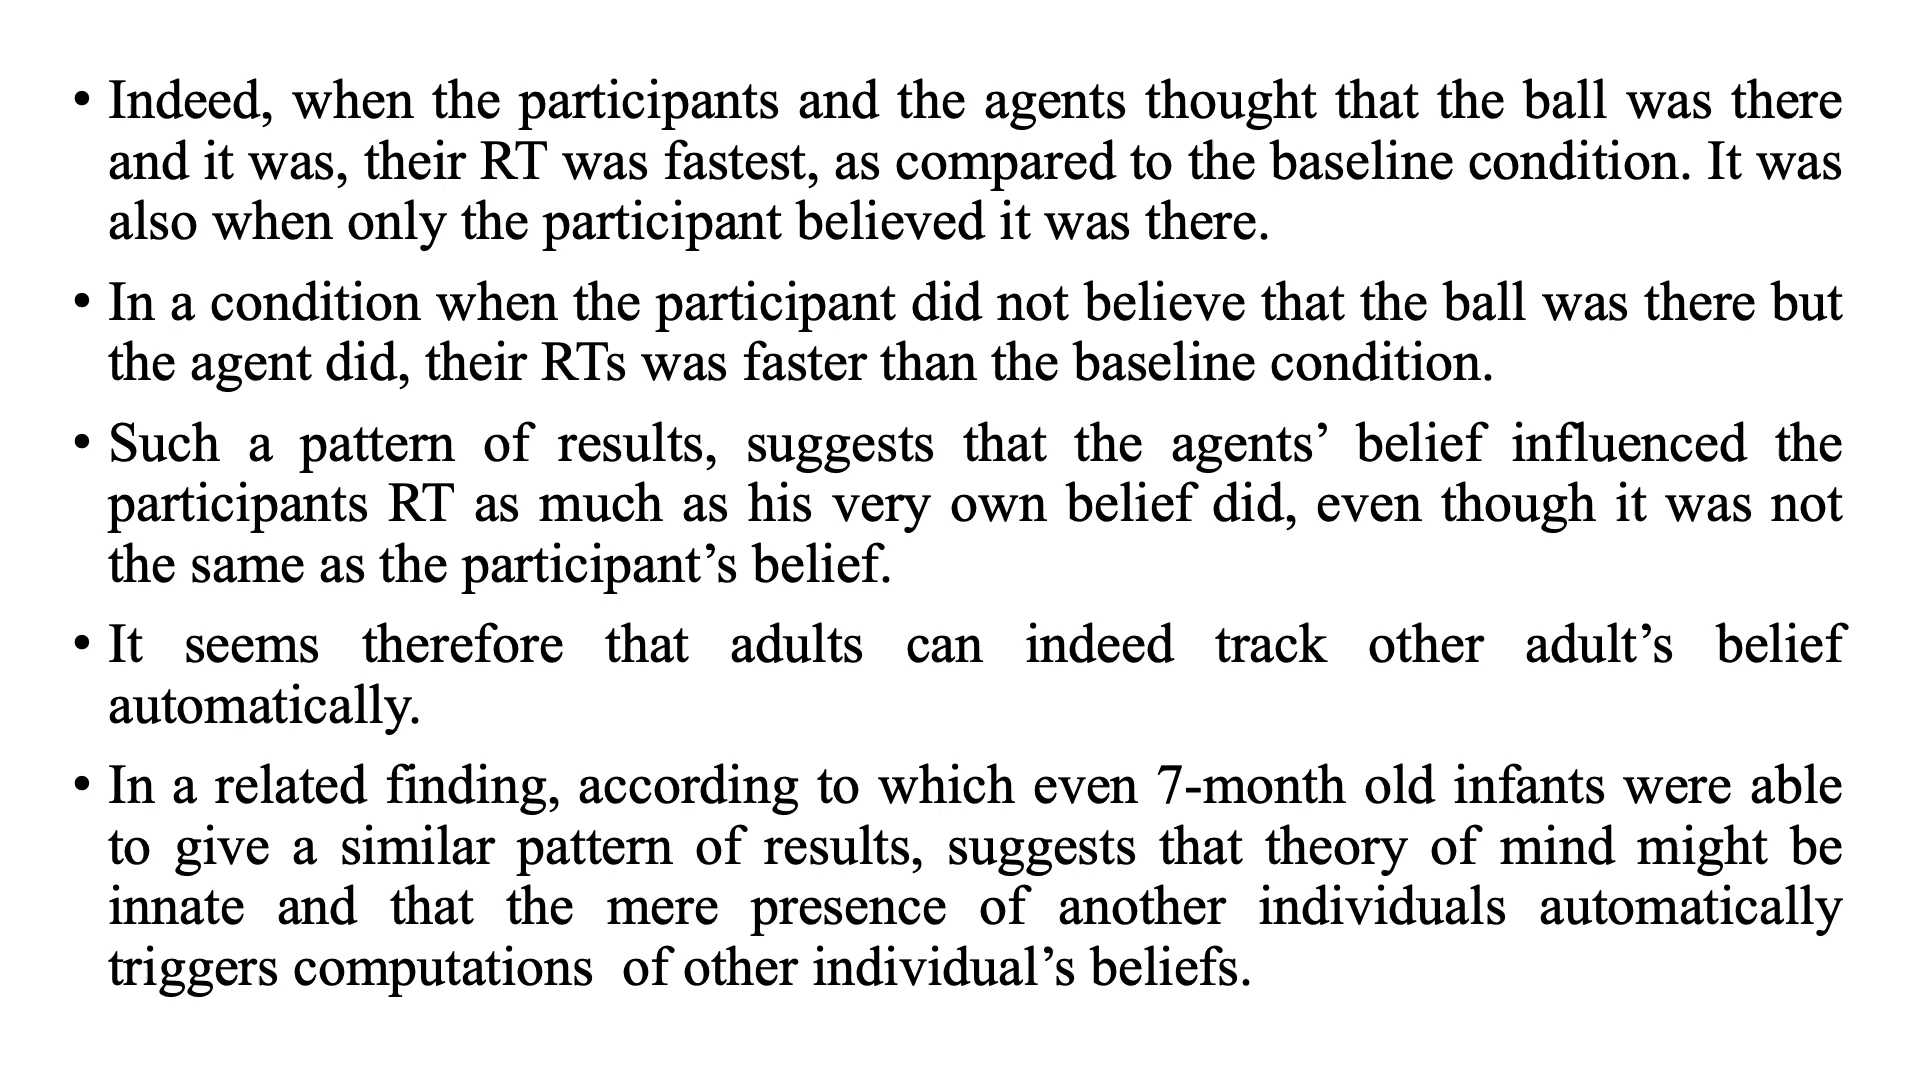 • Indeed, when the participants and the agents thought that the ball was there
and it was, their RT was fastest, as compared to the baseline condition. It was
also when only the participant believed it was there.
• In a condition when the participant did not believe that the ball was there but
the agent did, their RTs was faster than the baseline condition.
• Such a pattern of results, suggests that the agents’ belief influenced the
participants RT as much as his very own belief did, even though it was not
the same as the participant’s belief.
• It seems therefore that adults can indeed track other adult’s belief
automatically.
• In a related finding, according to which even 7-month old infants were able
to give a similar pattern of results, suggests that theory of mind might be
innate and that the mere presence of another individuals automatically
triggers computations  of other individual’s beliefs.